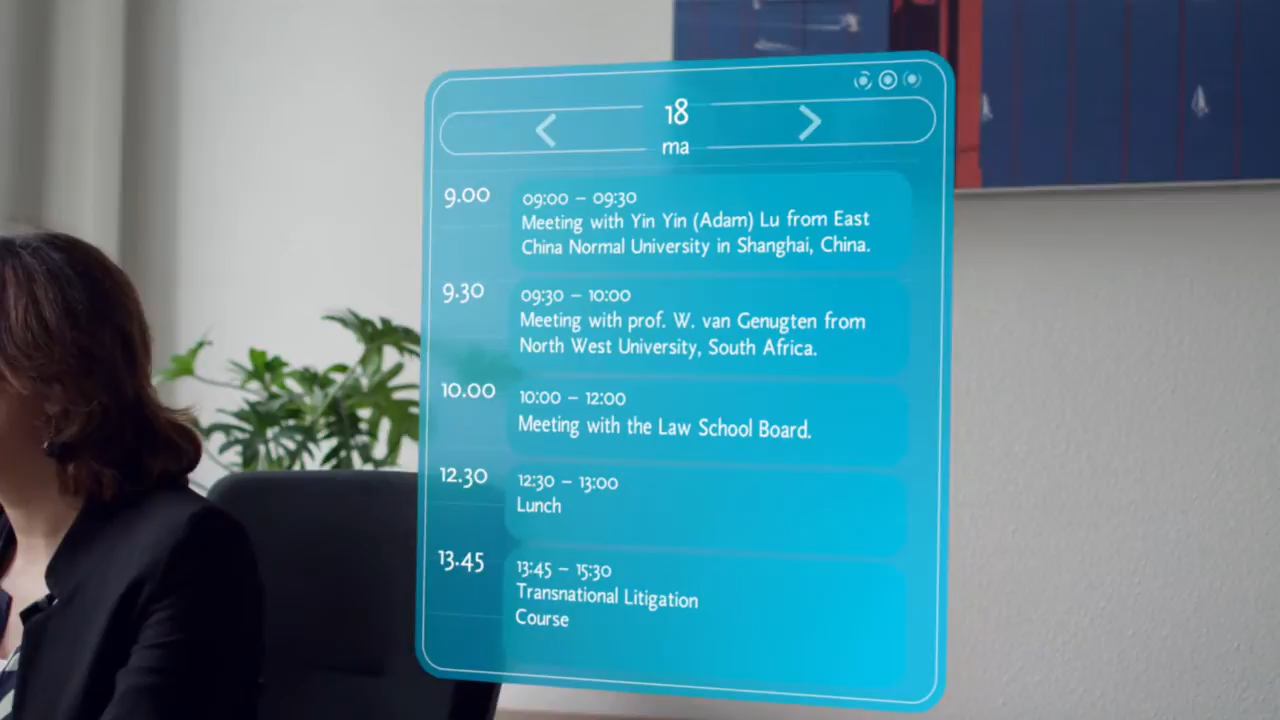 18
ma
9.00
09:00 – 09:30
Meeting with Yin Yin (Adam) Lu from East
China Normal University in Shanghai, China.
9.30
09:30 – 10:00
Meeting with prof. W. van Genugten from
North West University, South Africa.
10.00
10:00 – 12:00
Meeting with the Law School Board.
12.30
12:30 – 13:00
Lunch
13.45
13:45 – 15:30
Transnational Litigation
Course